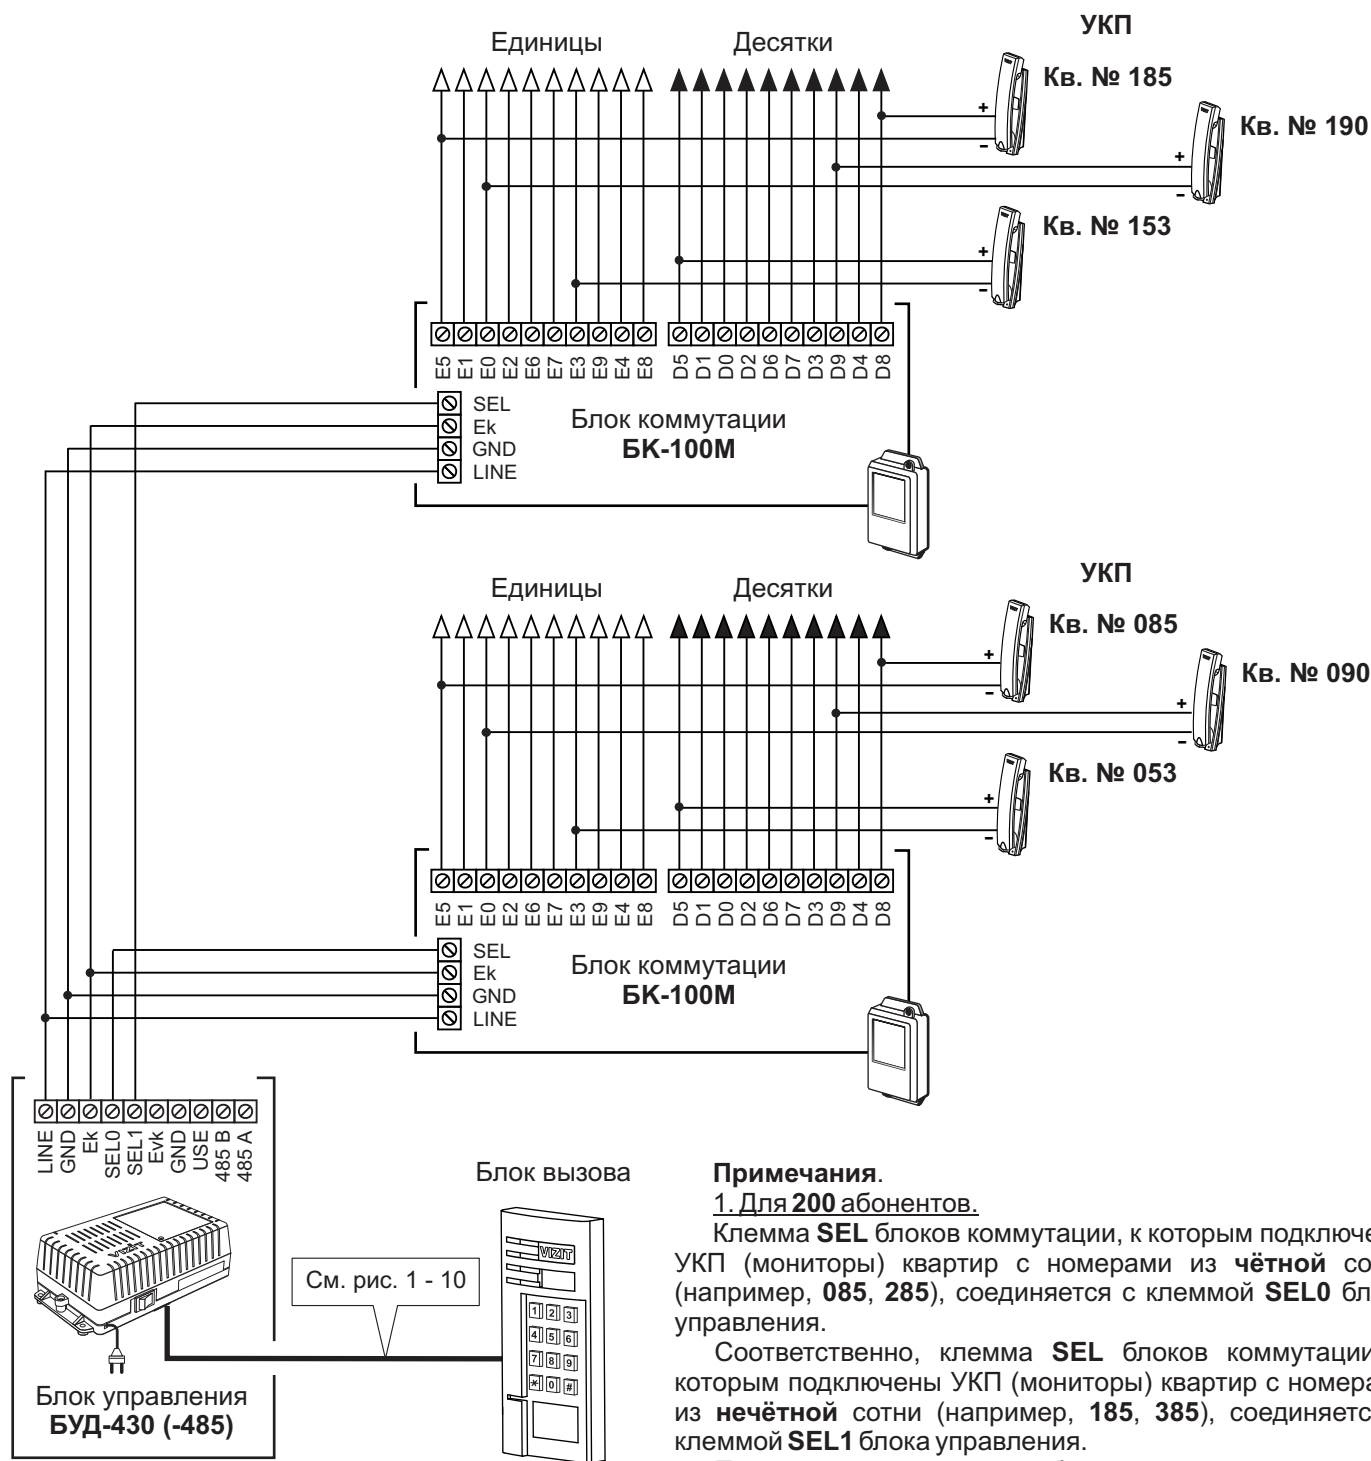 УКП
Единицы
Десятки
Кв. № 185
Кв. № 190
Кв. № 153
+
–
+
–
+
–
E5 E1 E0 E2 E6 E7 E3 E9 E4 E8
D5 D1 D0 D2 D6 D7 D3 D9 D4 D8
SEL
Ek
GND
LINE
Блок коммутации
БК-100М
УКП
Единицы
Десятки
Кв. № 085
Кв. № 090
Кв. № 053
+
–
+
–
+
–
E5 E1 E0 E2 E6 E7 E3 E9 E4 E8
D5 D1 D0 D2 D6 D7 D3 D9 D4 D8
SEL
Ek
GND
LINE
Блок коммутации
БК-100М
LINE GND Ek SEL0 SEL1 Evk GND USE 485 B 485 A
VIZIT
Блок управления
БУД-430 (-485)
См. рис. 1 - 10
Блок вызова
VIZIT
1 2 3
4 5 6
7 8 9
* 0 #
Примечания.
1. Для 200 абонентов.
Клемма SEL блоков коммутации, к которым подключе
УКП (мониторы) квартир с номерами из чётной со
(например, 085, 285), соединяется с клеммой SEL0 бл
управления.
Соответственно, клемма SEL блоков коммутации
которым подключены УКП (мониторы) квартир с номера
из нечётной сотни (например, 185, 385), соединяетс
клеммой SEL1 блока управления.